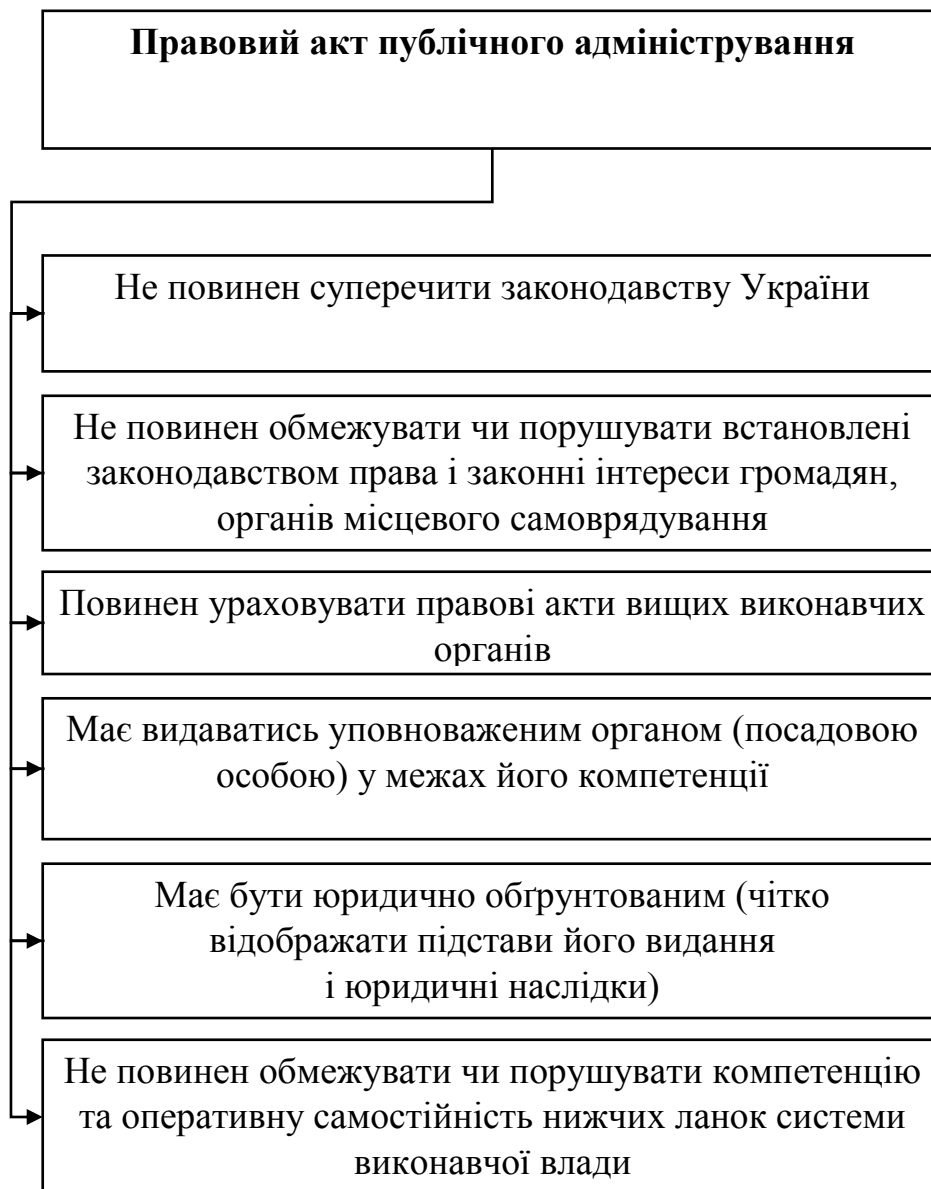 Правовий акт публічного адміністрування
Не повинен суперечити законодавству України
Не повинен обмежувати чи порушувати встановлені
законодавством права і законні інтереси громадян,
органів місцевого самоврядування
Повинен ураховувати правові акти вищих виконавчих
органів
Має видаватись уповноваженим органом (посадовою
особою) у межах його компетенції
Має бути юридично обґрунтованим (чітко
відображати підстави його видання
і юридичні наслідки)
Не повинен обмежувати чи порушувати компетенцію
та оперативну самостійність нижчих ланок системи
виконавчої влади